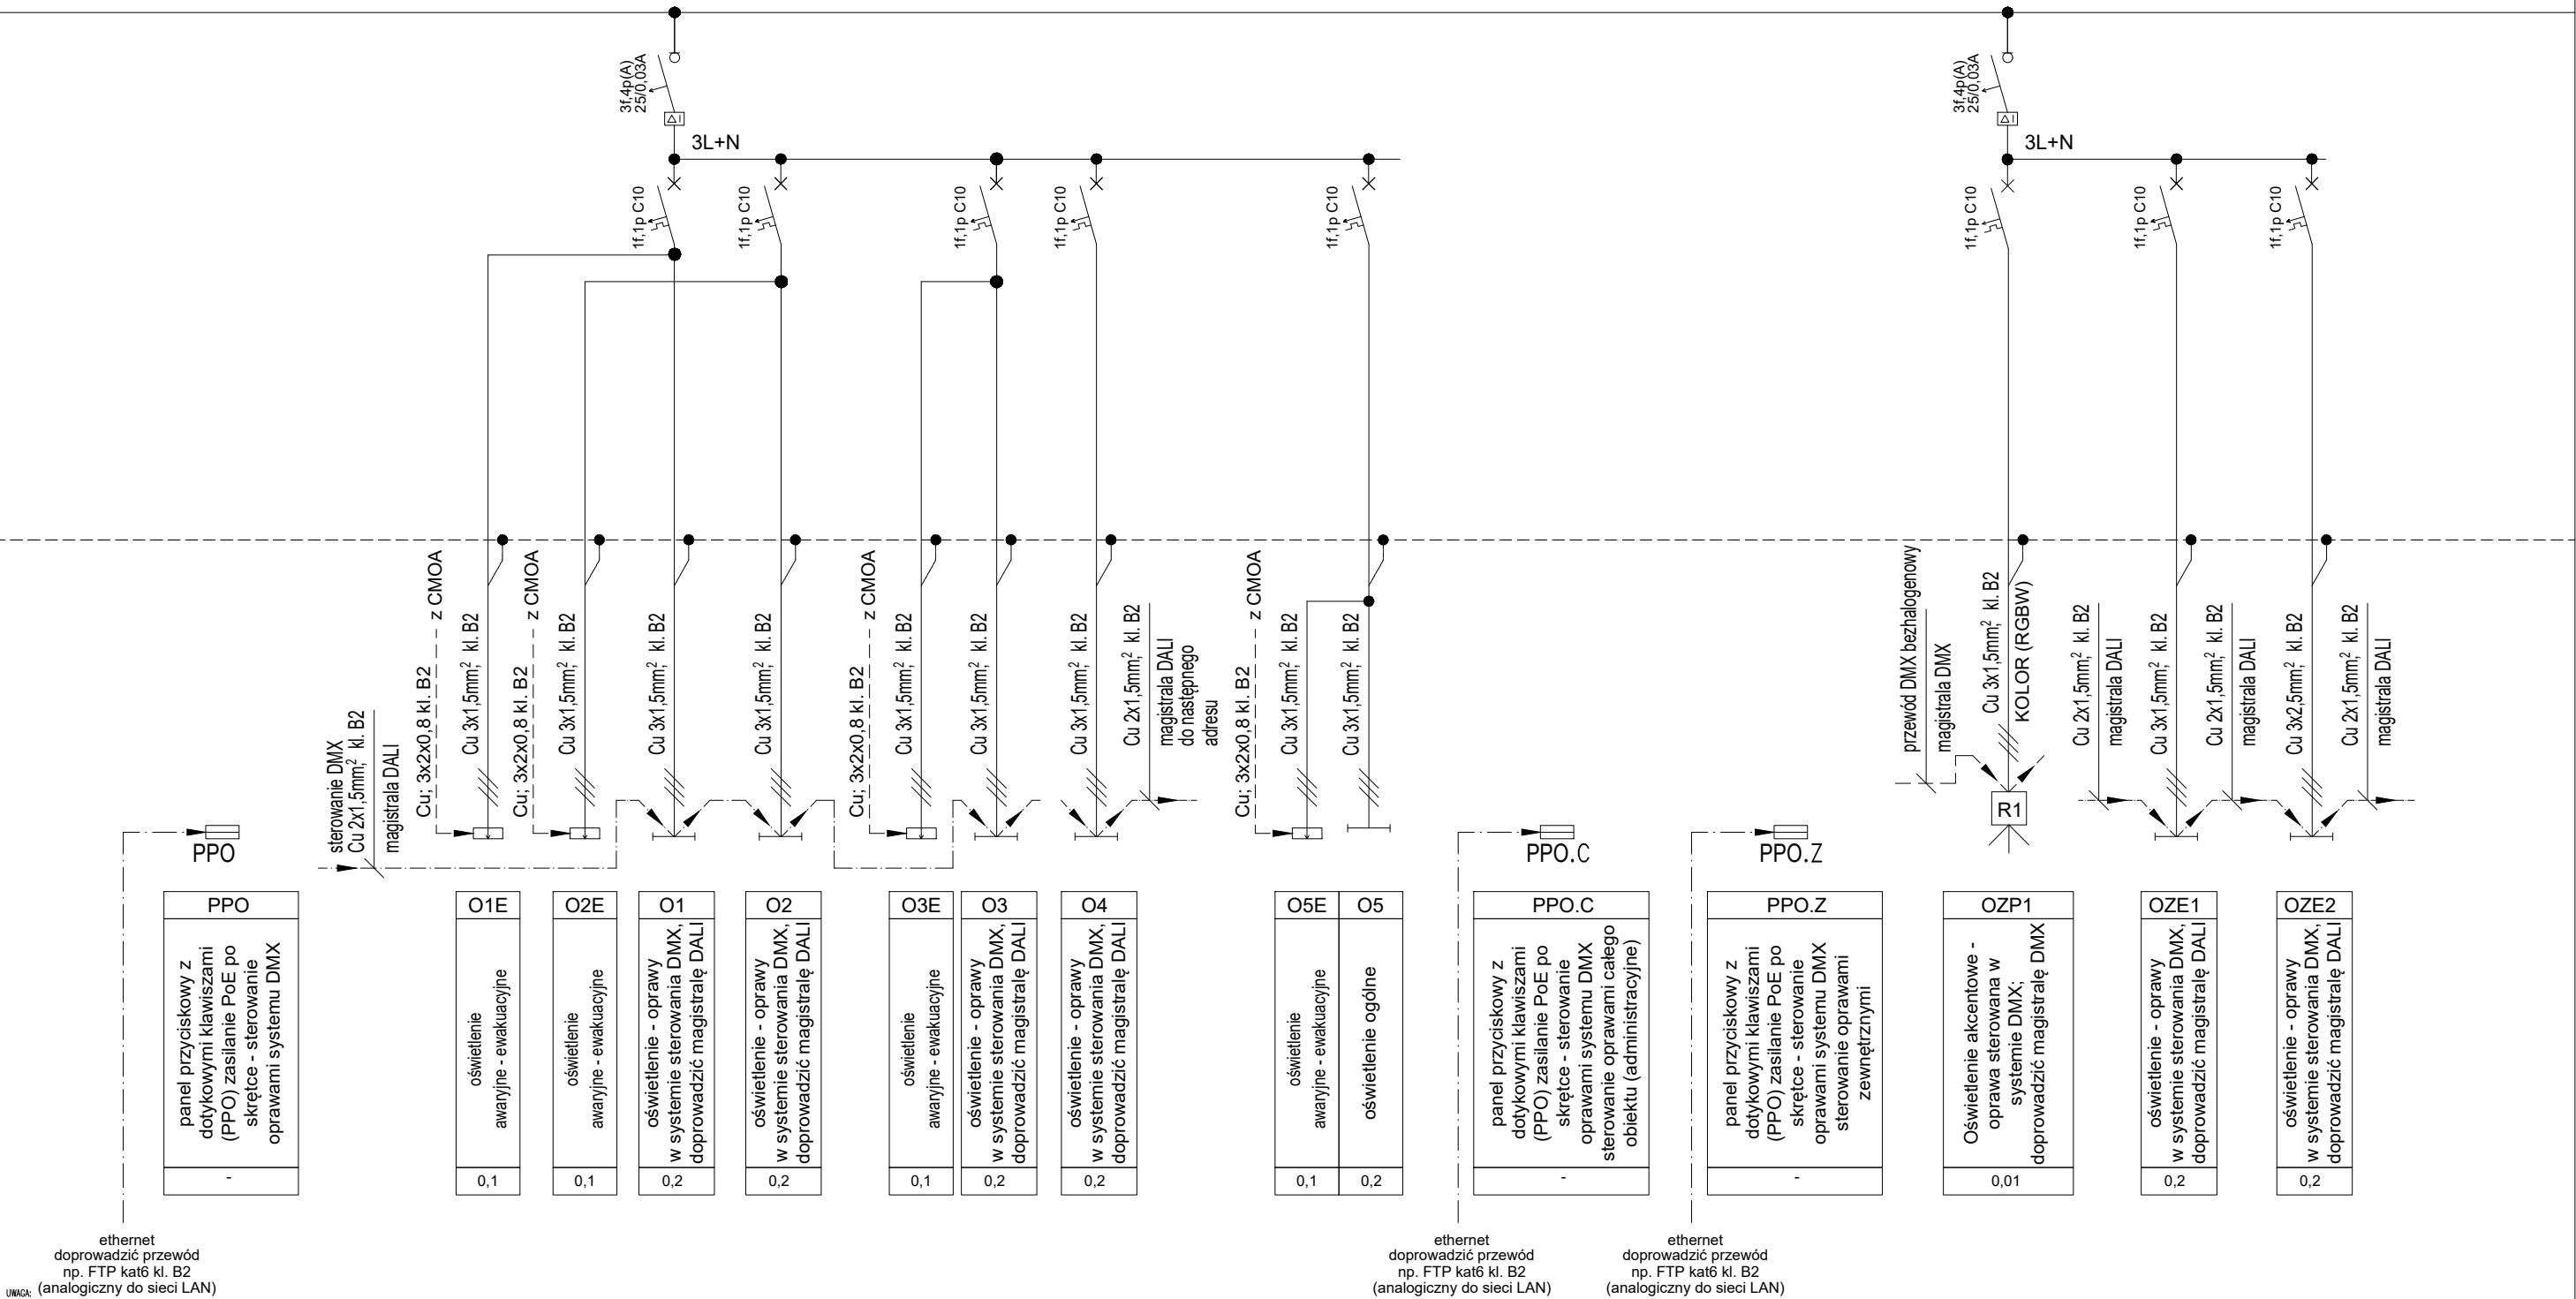 3f,4p(A)
25/0,03A
3L+N
1f,1p C10
1f,1p C10
1f,1p C10
1f,1p C10
1f,1p C10
3f,4p(A)
25/0,03A
3L+N
1f,1p C10
1f,1p C10
1f,1p C10
sterowanie DMX
Cu 2x1,5mm², kl. B2
magistrala DALI
Cu; 3x2x0,8 kl. B2
z CMOA
Cu 3x1,5mm², kl. B2
Cu; 3x2x0,8 kl. B2
z CMOA
Cu 3x1,5mm², kl. B2
Cu 3x1,5mm², kl. B2
Cu 3x1,5mm², kl. B2
Cu; 3x2x0,8 kl. B2
z CMOA
Cu 3x1,5mm², kl. B2
Cu 3x1,5mm², kl. B2
Cu 3x1,5mm², kl. B2
Cu 2x1,5mm², kl. B2
magistrala DALI
do następnego
adresu
Cu; 3x2x0,8 kl. B2
z CMOA
Cu 3x1,5mm², kl. B2
Cu 3x1,5mm², kl. B2
przewód DMX bezhalogenowy
magistrala DMX
Cu 3x1,5mm², kl. B2
KOLOR (RGBW)
Cu 2x1,5mm², kl. B2
magistrala DALI
Cu 3x1,5mm², kl. B2
Cu 2x1,5mm², kl. B2
magistrala DALI
Cu 3x2,5mm², kl. B2
Cu 2x1,5mm², kl. B2
magistrala DALI
R1
PPO
PPO.C
PPO.Z
PPO
panel przyciskowy z
dotykowymi klawiszami
(PPO) zasilanie PoE po
skrętce - sterowanie
oprawami systemu DMX
-
O1E
oświetlenie
awaryjne - ewakuacyjne
0,1
O2E
oświetlenie
awaryjne - ewakuacyjne
0,1
O1
oświetlenie - oprawy
w systemie sterowania DMX,
doprowadzić magistralę DALI
0,2
O2
oświetlenie - oprawy
w systemie sterowania DMX,
doprowadzić magistralę DALI
0,2
O3E
oświetlenie
awaryjne - ewakuacyjne
0,1
O3
oświetlenie - oprawy
w systemie sterowania DMX,
doprowadzić magistralę DALI
0,2
O4
oświetlenie - oprawy
w systemie sterowania DMX,
doprowadzić magistralę DALI
0,2
O5E
oświetlenie
awaryjne - ewakuacyjne
0,1
O5
oświetlenie ogólne
0,2
PPO.C
panel przyciskowy z
dotykowymi klawiszami
(PPO) zasilanie PoE po
skrętce - sterowanie
oprawami systemu DMX
sterowanie oprawami całego
obiektu (administracyjne)
-
PPO.Z
panel przyciskowy z
dotykowymi klawiszami
(PPO) zasilanie PoE po
skrętce - sterowanie
oprawami systemu DMX
sterowanie oprawami
zewnętrznymi
-
OZP1
Oświetlenie akcentowe -
oprawa sterowana w
systemie DMX;
doprowadzić magistralę DMX
0,01
OZE1
oświetlenie - oprawy
w systemie sterowania DMX,
doprowadzić magistralę DALI
0,2
OZE2
oświetlenie - oprawy
w systemie sterowania DMX,
doprowadzić magistralę DALI
0,2
ethernet
doprowadzić przewód
np. FTP kat6 kl. B2
(analogiczny do sieci LAN)
ethernet
doprowadzić przewód
np. FTP kat6 kl. B2
(analogiczny do sieci LAN)
ethernet
doprowadzić przewód
np. FTP kat6 kl. B2
(analogiczny do sieci LAN)
UWAGA: